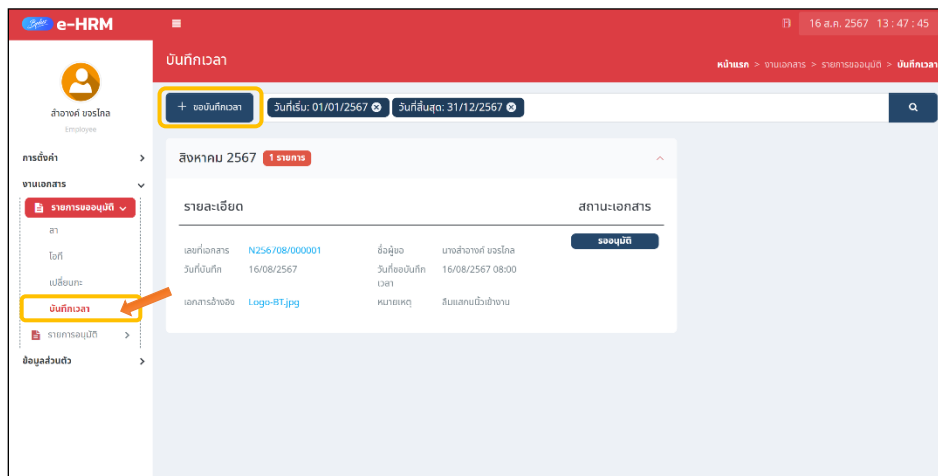 e-HRM
16 ส.ค. 2567 13 : 47 : 45
บันทึกเวลา
หน้าแรก > งานเอกสาร > รายการขออนุมัติ > บันทึกเวลา
สำอางค์ ขจรไกล
Employee
การตั้งค่า
งานเอกสาร
รายการขออนุมัติ
ลา
โอที
เปลี่ยนกะ
บันทึกเวลา
รายการอนุมัติ
ข้อมูลส่วนตัว
+ ขอบันทึกเวลา
วันที่เริ่ม: 01/01/2567
วันที่สิ้นสุด: 31/12/2567
สิงหาคม 2567 1 รายการ
รายละเอียด สถานะเอกสาร
รออนุมัติ
เลขที่เอกสาร N256708/000001 ชื่อผู้ขอ นางสำอางค์ ขจรไกล
วันที่บันทึก 16/08/2567 วันที่ขอบันทึก 16/08/2567 08:00
เวลา
เอกสารอ้างอิง Logo-BT.jpg หมายเหตุ ลืมแสกนนิ้วเข้างาน